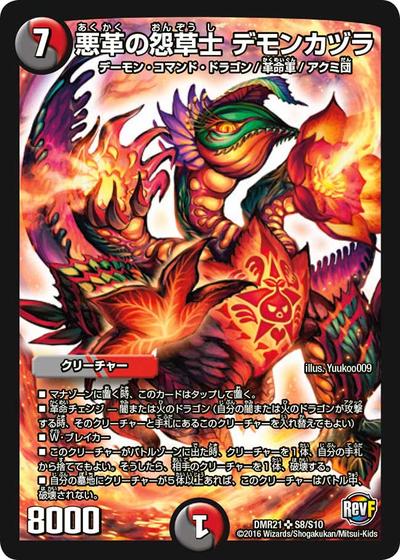 7
あくかく おんぞうし
悪革の怨草士 デモンカヅラ
かくめいぐん だん
デーモン・コマンド・ドラゴン/革命軍/アクミ団
illus. Yuukoo009
クリーチャー
■ マナゾーンに置く時、このカードはタップして置く。
■ 革命チェンジ ― 闇または火のドラゴン(自分の闇または火のドラゴンが攻撃
する時、そのクリーチャーと手札にあるこのクリーチャーを入れ替えてもよい)
■ W・ブレイカー
■ このクリーチャーがバトルゾーンに出た時、クリーチャーを1体、自分の手札
から捨ててもよい。そうしたら、相手のクリーチャーを1体、破壊する。
■ 自分の墓地にクリーチャーが5体以上あれば、このクリーチャーはバトル中、
破壊されない。
8000
1
DMR21 S8/S10
©2016 Wizards/Shogakukan/Mitsui-Kids
RevF